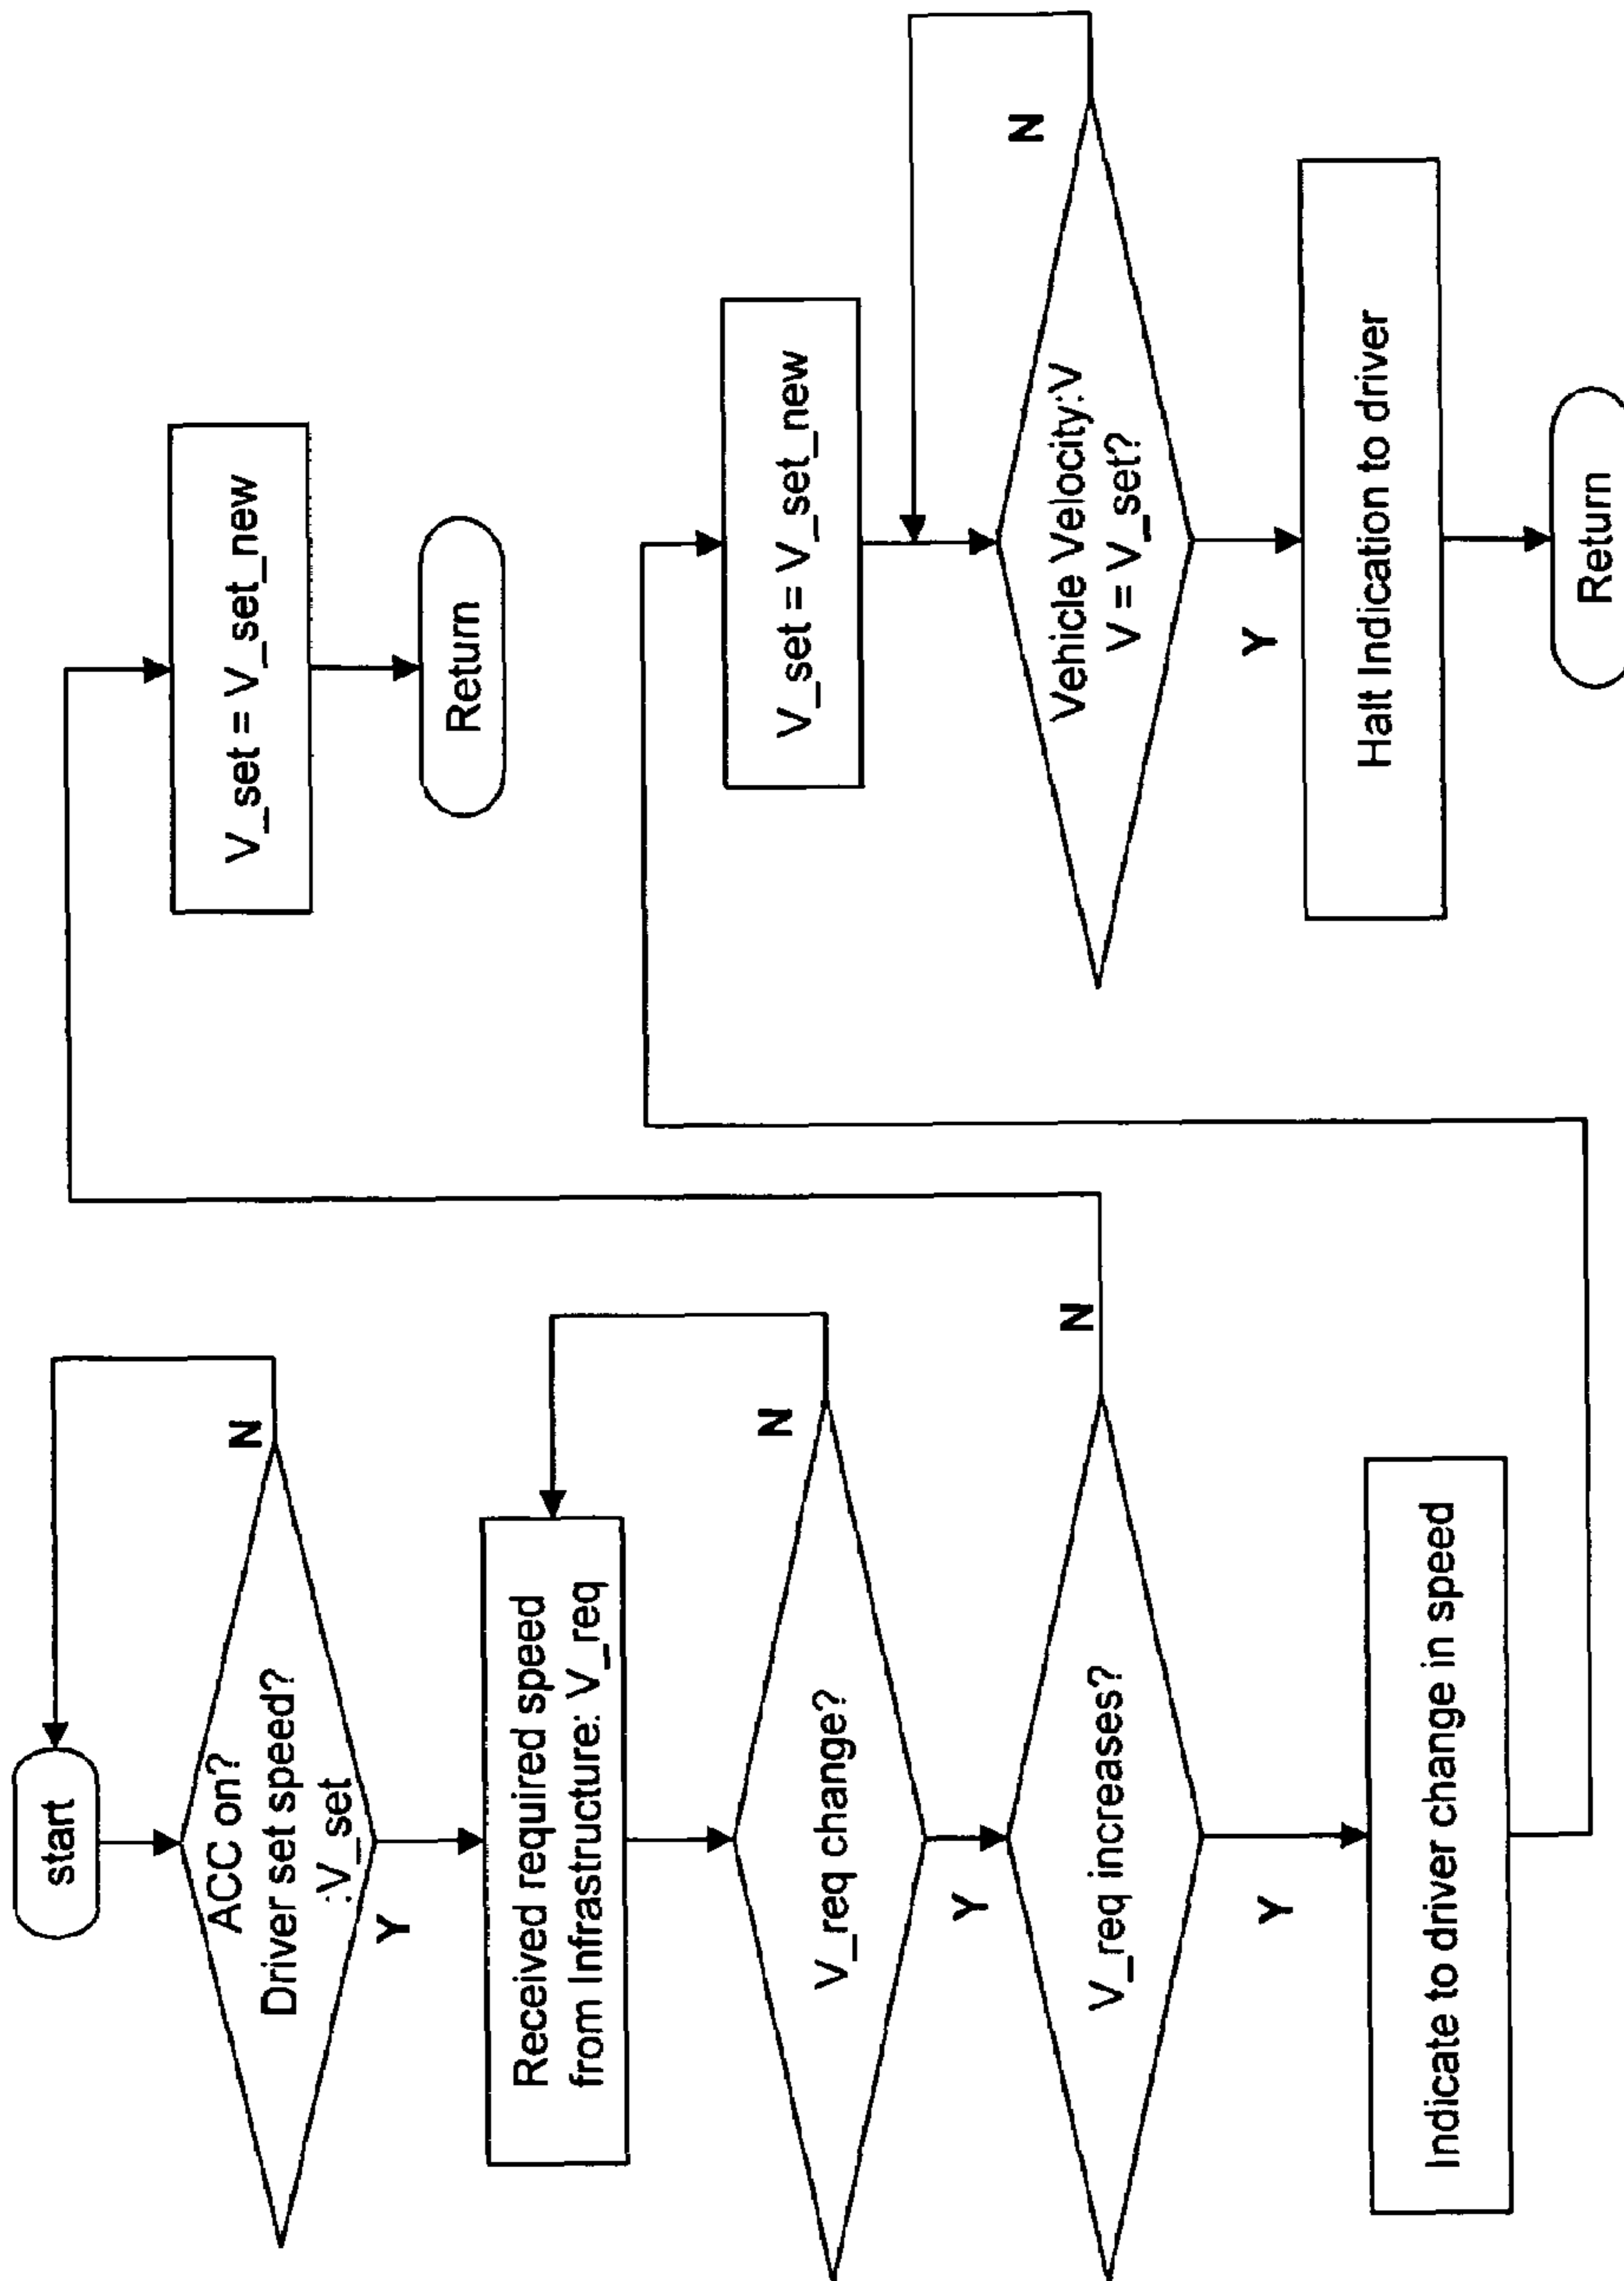 start
ACC on?
Driver set speed?
:V_set
N
Y
Received required speed
from Infrastructure: V_req
V_req change?
N
Y
V_req increases?
N
Y
Indicate to driver change in speed
V_set = V_set_new
Return
V_set = V_set_new
Vehicle Velocity:V
V = V_set?
N
Y
Halt Indication to driver
Return